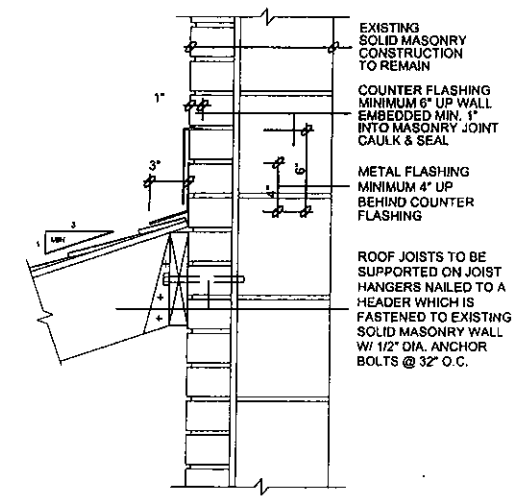 EXISTING
SOLID MASONRY
CONSTRUCTION
TO REMAIN
1"
COUNTER FLASHING
MINIMUM 6" UP WALL
EMBEDDED MIN. 1"
INTO MASONRY JOINT
CAULK & SEAL
3"
4"
6"
METAL FLASHING
MINIMUM 4" UP
BEHIND COUNTER
FLASHING
3
1
MIN
ROOF JOISTS TO BE
SUPPORTED ON JOIST
HANGERS NAILED TO A
HEADER WHICH IS
FASTENED TO EXISTING
SOLID MASONRY WALL
W/ 1/2" DIA. ANCHOR
BOLTS @ 32" O.C.